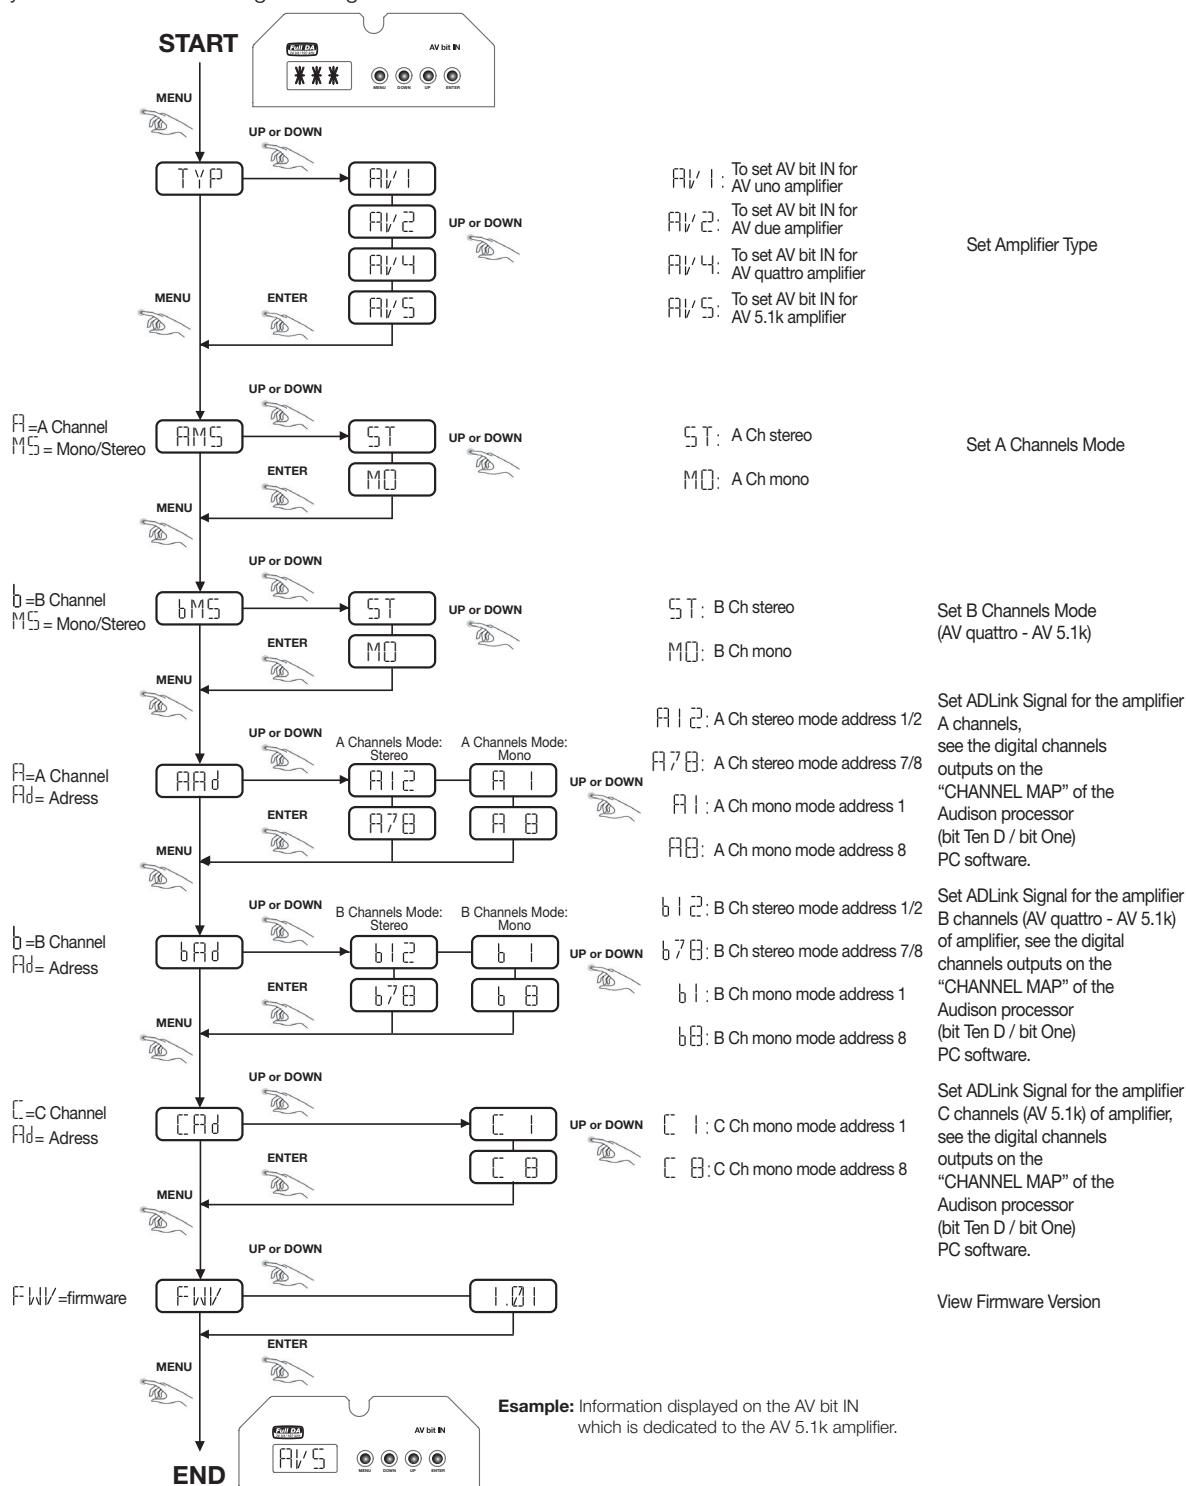 START
Full DA
AV bit IN
***
MENU
DOWN
UP
ENTER
MENU
UP or DOWN
TYP
AV1
AV2
AV4
AV5
UP or DOWN
MENU
ENTER
AV1: To set AV bit IN for
AV uno amplifier
AV2: To set AV bit IN for
AV due amplifier
AV4: To set AV bit IN for
AV quattro amplifier
AV5: To set AV bit IN for
AV 5.1k amplifier
Set Amplifier Type
UP or DOWN
A=A Channel
MS= Mono/Stereo
AMS
ST
MO
UP or DOWN
ENTER
MENU
ST: A Ch stereo
MO: A Ch mono
Set A Channels Mode
UP or DOWN
b=B Channel
MS= Mono/Stereo
bMS
ST
MO
UP or DOWN
ENTER
MENU
ST: B Ch stereo
MO: B Ch mono
Set B Channels Mode
(AV quattro - AV 5.1k)
UP or DOWN
A Channels Mode:
Stereo
A Channels Mode:
Mono
A=A Channel
Ad= Adress
AAd
A12
A 1
A78
A 8
UP or DOWN
ENTER
MENU
A12: A Ch stereo mode address 1/2
A78: A Ch stereo mode address 7/8
A1: A Ch mono mode address 1
A8: A Ch mono mode address 8
Set ADLink Signal for the amplifier
A channels,
see the digital channels
outputs on the
“CHANNEL MAP” of the
Audison processor
(bit Ten D / bit One)
PC software.
UP or DOWN
B Channels Mode:
Stereo
B Channels Mode:
Mono
b=B Channel
Ad= Adress
bAd
b12
b 1
b78
b 8
UP or DOWN
ENTER
MENU
b12: B Ch stereo mode address 1/2
b78: B Ch stereo mode address 7/8
b1: B Ch mono mode address 1
b8: B Ch mono mode address 8
Set ADLink Signal for the amplifier
B channels (AV quattro - AV 5.1k)
of amplifier, see the digital
channels outputs on the
“CHANNEL MAP” of the
Audison processor
(bit Ten D / bit One)
PC software.
UP or DOWN
C=C Channel
Ad= Adress
CAd
C 1
C 8
UP or DOWN
ENTER
MENU
C 1: C Ch mono mode address 1
C 8: C Ch mono mode address 8
Set ADLink Signal for the amplifier
C channels (AV 5.1k) of amplifier,
see the digital channels
outputs on the
“CHANNEL MAP” of the
Audison processor
(bit Ten D / bit One)
PC software.
UP or DOWN
FWV=firmware
FWV
1.01
View Firmware Version
ENTER
MENU
Esample: Information displayed on the AV bit IN
which is dedicated to the AV 5.1k amplifier.
Full DA
AV bit IN
AV5
MENU
DOWN
UP
ENTER
END